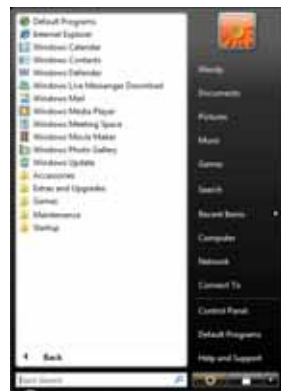 Default Programs
Internet Explorer
Windows Calendar
Windows Contacts
Windows Defender
Windows Live Messenger Download
Windows Mail
Windows Media Player
Windows Meeting Space
Windows Movie Maker
Windows Photo Gallery
Windows Update
Accessories
Extras and Upgrades
Games
Maintenance
Startup
Back
Start Search
Wendy
Documents
Pictures
Music
Games
Search
Recent Items
Computer
Network
Connect To
Control Panel
Default Programs
Help and Support